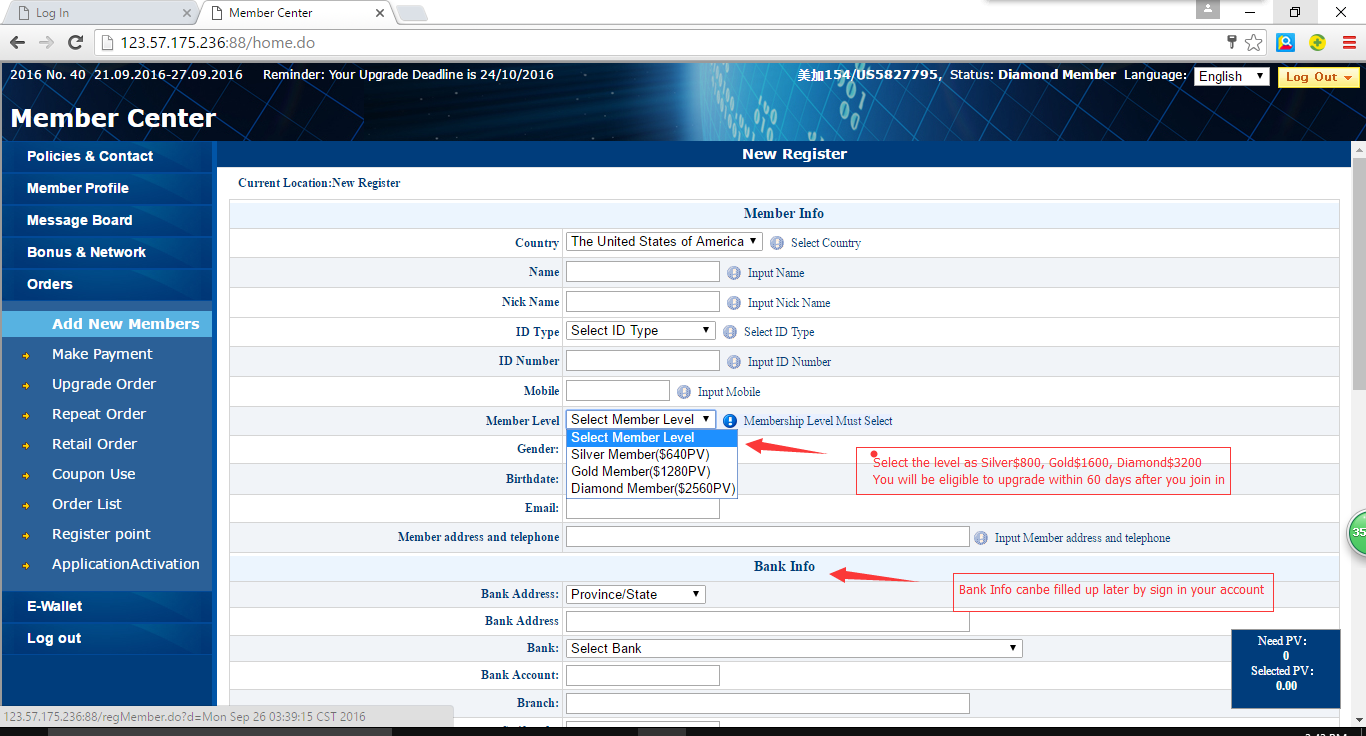 Log In
Member Center
123.57.175.236:88/home.do
2016 No. 40 21.09.2016-27.09.2016 Reminder: Your Upgrade Deadline is 24/10/2016
美加154/US5827795, Status: Diamond Member Language: English Log Out
Member Center
Policies & Contact
Member Profile
Message Board
Bonus & Network
Orders
Add New Members
Make Payment
Upgrade Order
Repeat Order
Retail Order
Coupon Use
Order List
Register point
ApplicationActivation
E-Wallet
Log out
New Register
Current Location:New Register
Member Info
Country The United States of America Select Country
Name Input Name
Nick Name Input Nick Name
ID Type Select ID Type Select ID Type
ID Number Input ID Number
Mobile Input Mobile
Member Level Select Member Level Membership Level Must Select
Select Member Level
Silver Member($640PV)
Gold Member($1280PV)
Diamond Member($2560PV)
Select the level as Silver$800, Gold$1600, Diamond$3200
You will be eligible to upgrade within 60 days after you join in
Gender:
Birthdate:
Email:
Member address and telephone Input Member address and telephone
Bank Info
Bank Info canbe filled up later by sign in your account
Bank Address: Province/State
Bank Address
Bank: Select Bank
Bank Account:
Branch:
Need PV:
0
Selected PV:
0.00
35
123.57.175.236:88/regMember.do?d=Mon Sep 26 03:39:15 CST 2016